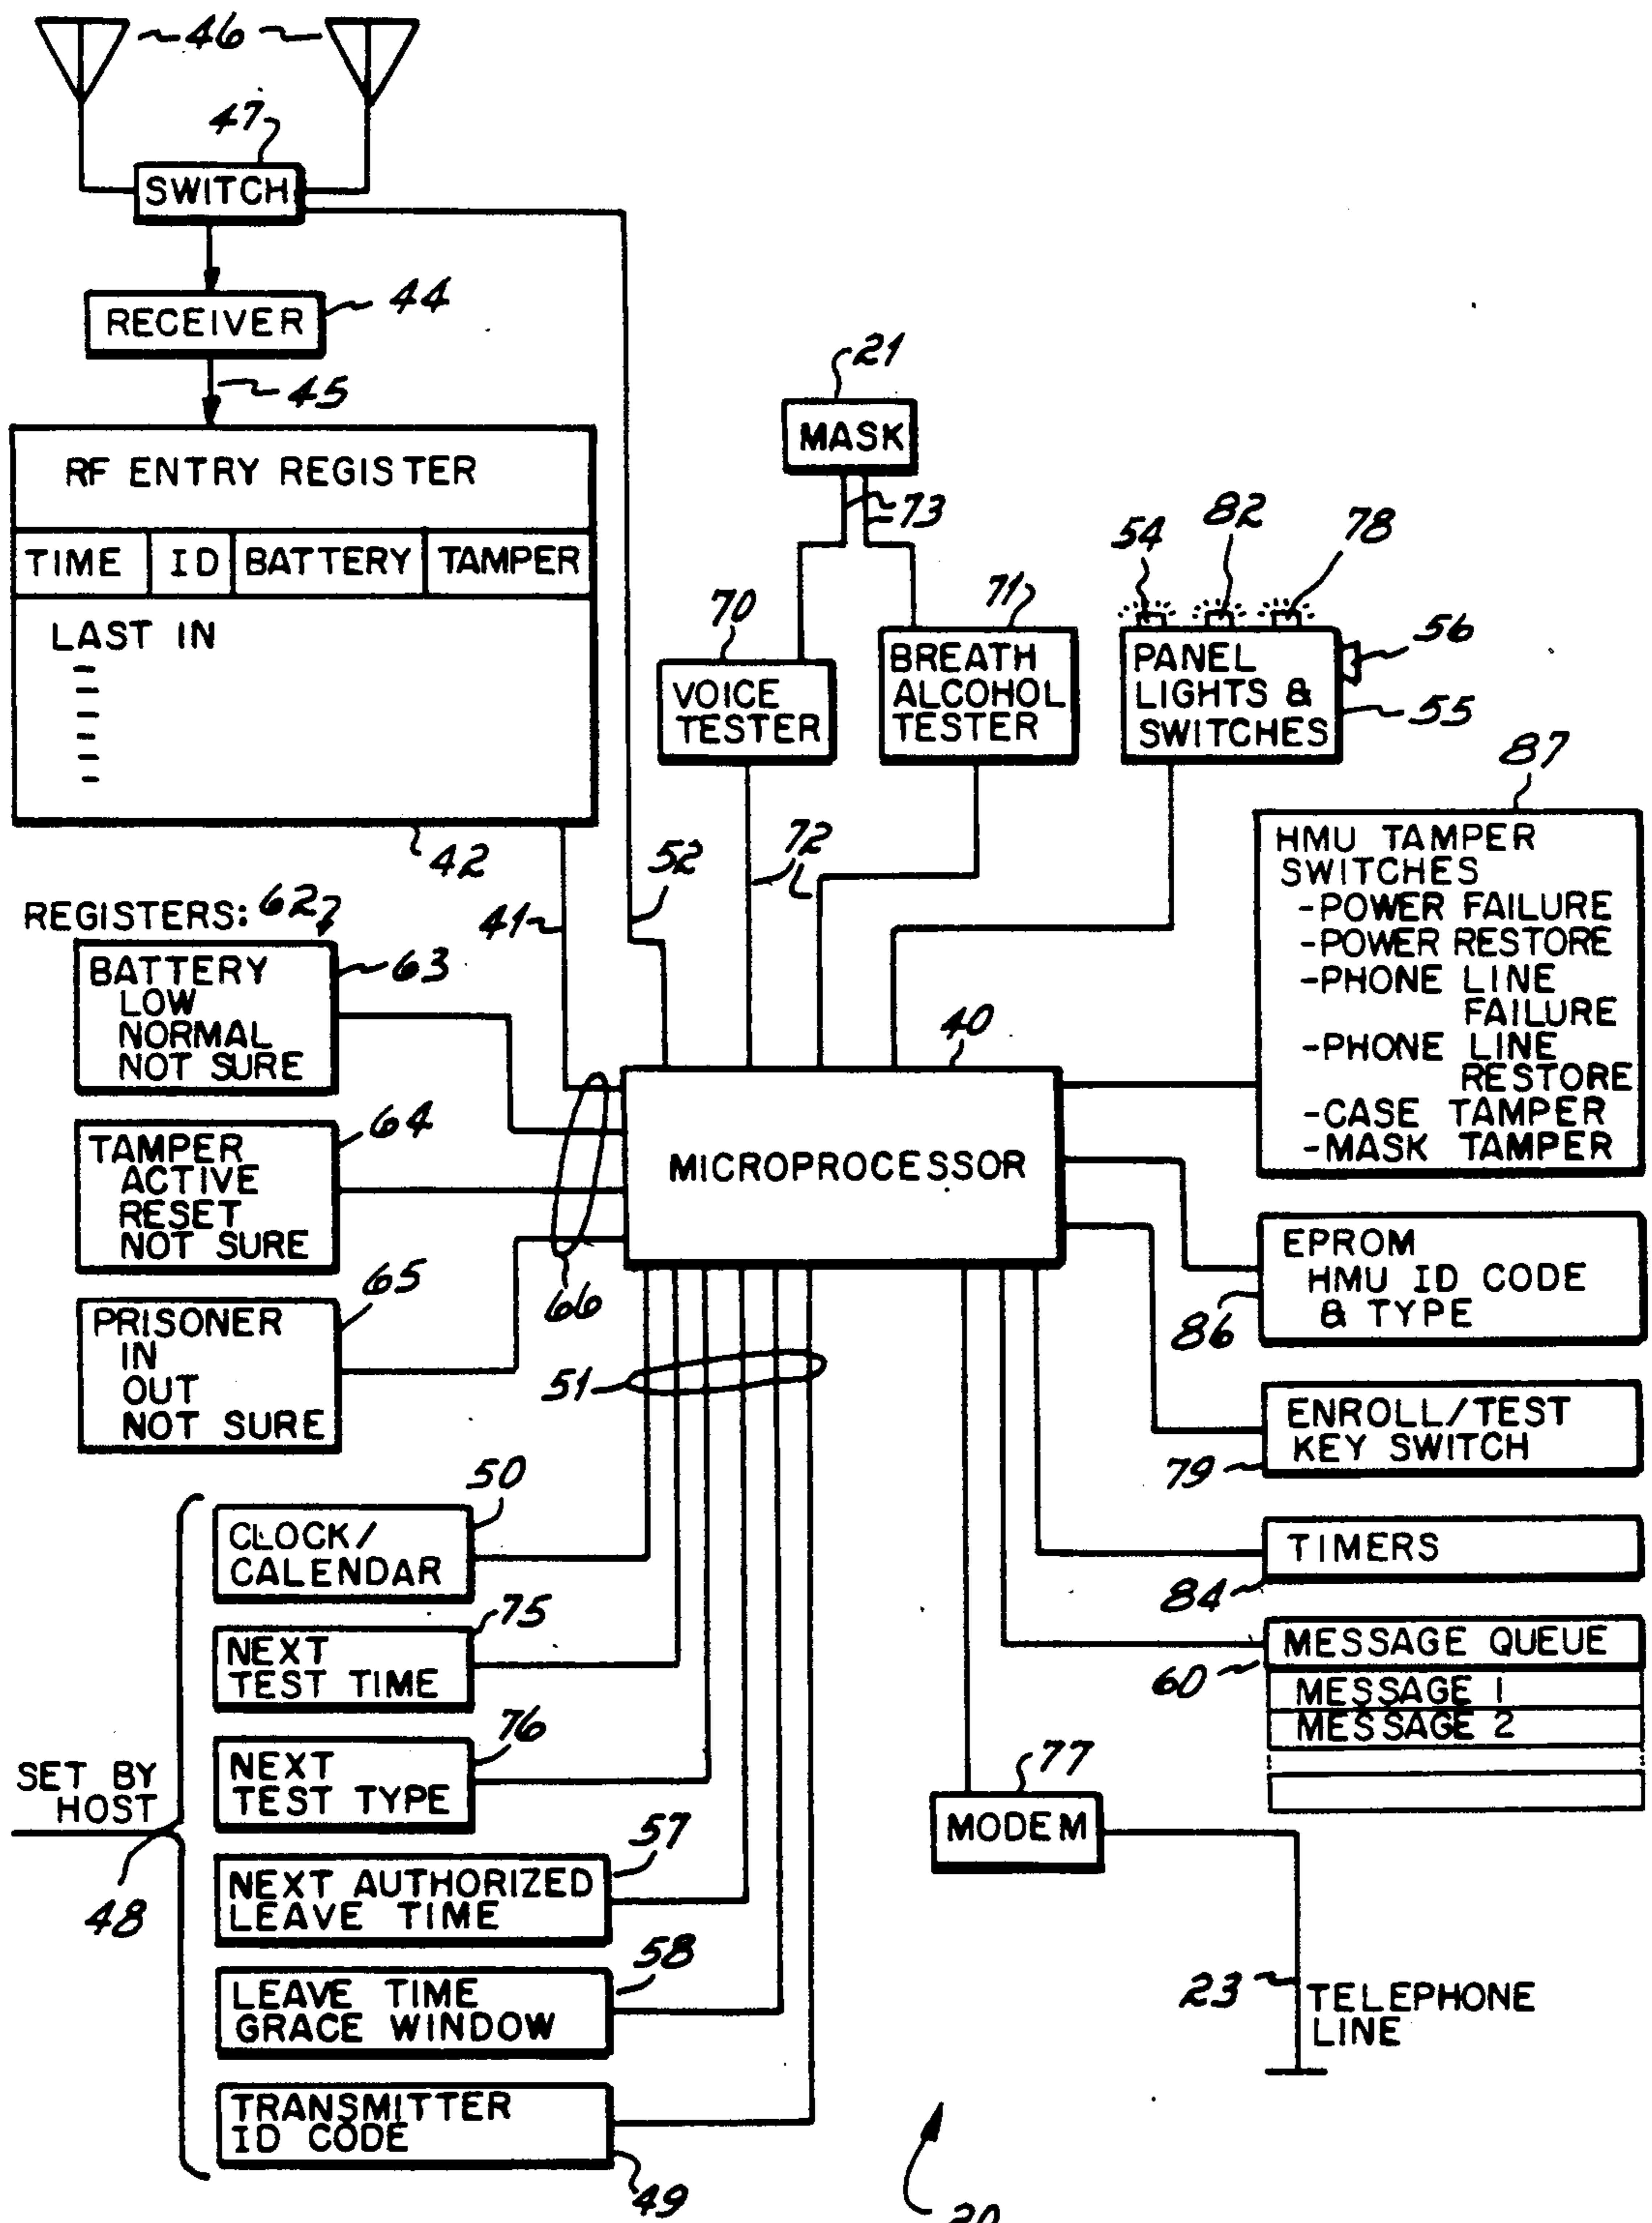 46
47
SWITCH
RECEIVER
44
45
RF ENTRY REGISTER
TIME ID BATTERY TAMPER
LAST IN
42
21
MASK
73
70
VOICE
TESTER
71
BREATH
ALCOHOL
TESTER
54 82 78
PANEL
LIGHTS &
SWITCHES
56
55
72
52
41
87
HMU TAMPER
SWITCHES
-POWER FAILURE
-POWER RESTORE
-PHONE LINE
FAILURE
-PHONE LINE
RESTORE
-CASE TAMPER
-MASK TAMPER
REGISTERS: 62
BATTERY
LOW
NORMAL
NOT SURE
63
TAMPER
ACTIVE
RESET
NOT SURE
64
PRISONER
IN
OUT
NOT SURE
65
66
40
MICROPROCESSOR
51
EPROM
HMU ID CODE
& TYPE
86
ENROLL/TEST
KEY SWITCH
79
TIMERS
84
MESSAGE QUEUE
60
MESSAGE 1
MESSAGE 2
SET BY
HOST
48
CLOCK/
CALENDAR
50
NEXT
TEST TIME
75
NEXT
TEST TYPE
76
NEXT AUTHORIZED
LEAVE TIME
57
LEAVE TIME
GRACE WINDOW
58
TRANSMITTER
ID CODE
49
77
MODEM
23
TELEPHONE
LINE